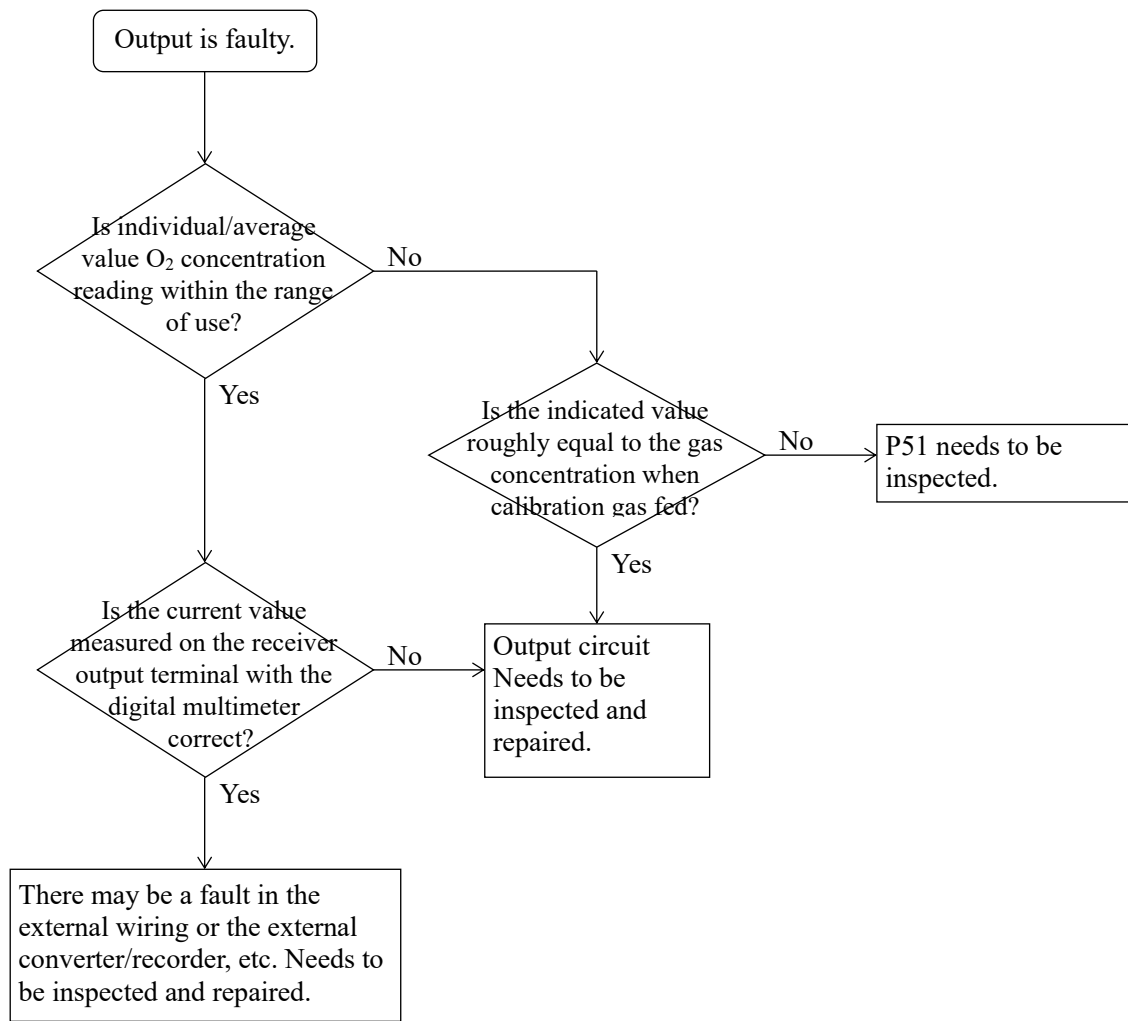 Output is faulty.
Is individual/average
value O₂ concentration
reading within the range
of use?
No
Yes
Is the indicated value
roughly equal to the gas
concentration when
calibration gas fed?
No
P51 needs to be
inspected.
Yes
Is the current value
measured on the receiver
output terminal with the
digital multimeter
correct?
No
Output circuit
Needs to be
inspected and
repaired.
Yes
There may be a fault in the
external wiring or the external
converter/recorder, etc. Needs to
be inspected and repaired.